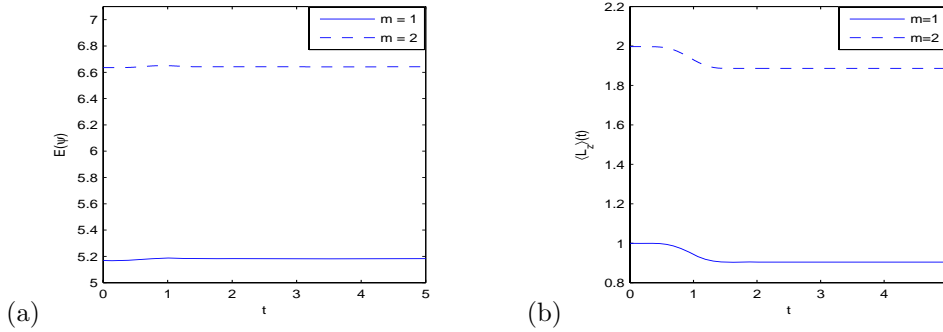 7
6.8
6.6
6.4
6.2
6
5.8
5.6
5.4
5.2
5
E(ψ)
0 1 2 3 4 5
t
m = 1
m = 2
(a)
2.2
2
1.8
1.6
1.4
1.2
1
0.8
⟨L_z⟩(t)
0 1 2 3 4
t
m=1
m=2
(b)